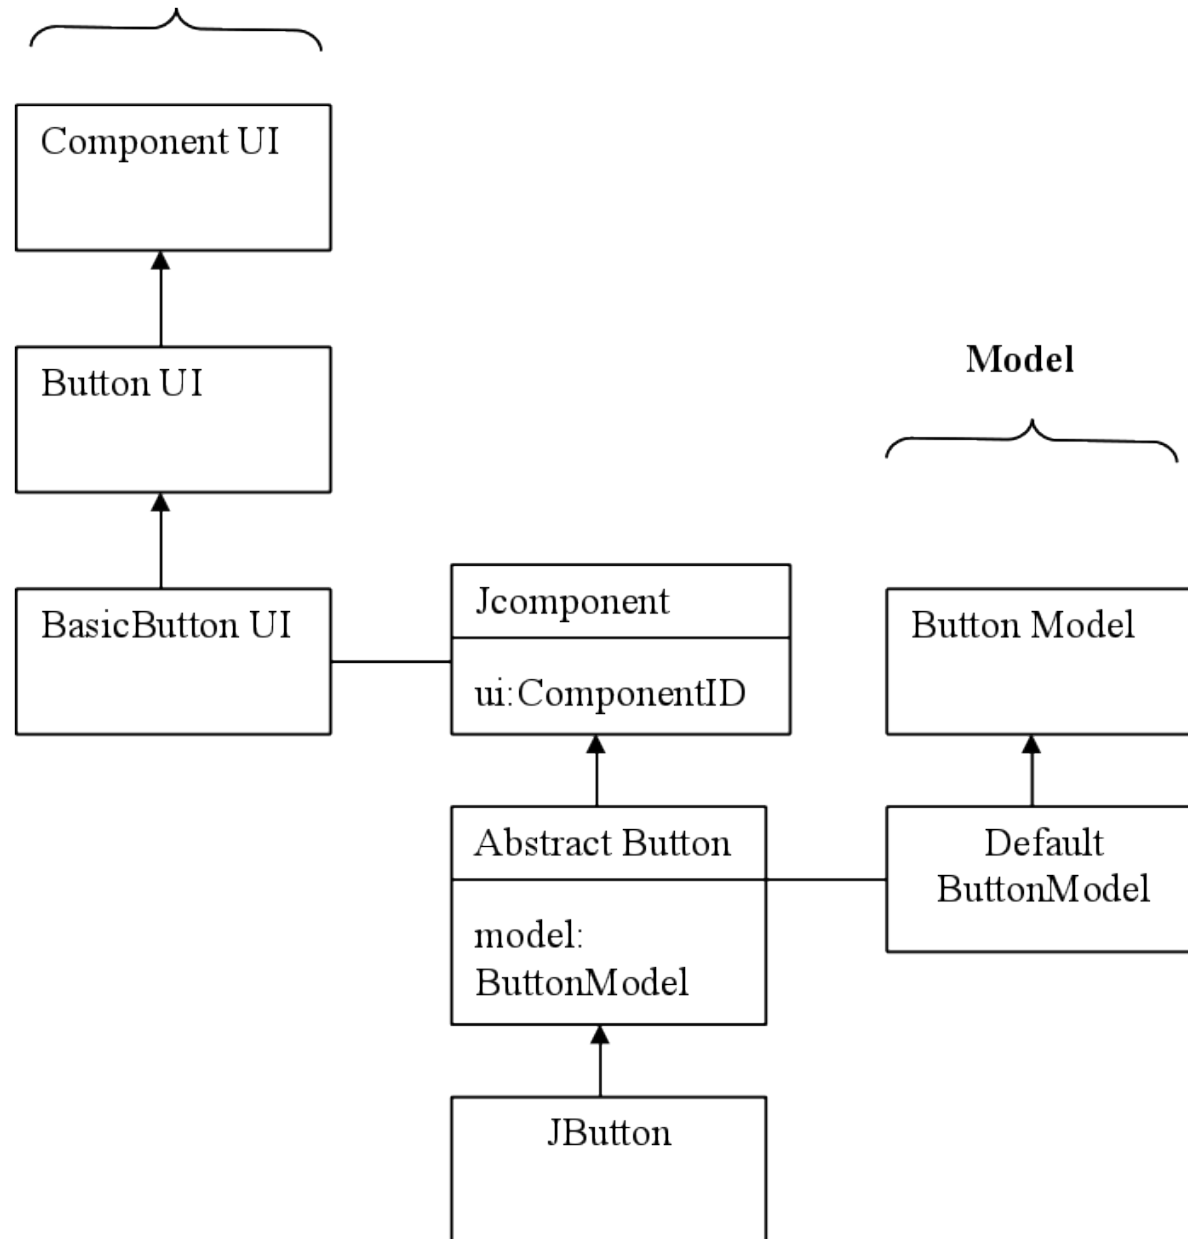 Component UI
Button UI
Model
BasicButton UI
Jcomponent
ui:ComponentID
Button Model
Abstract Button
model:
ButtonModel
Default
ButtonModel
JButton